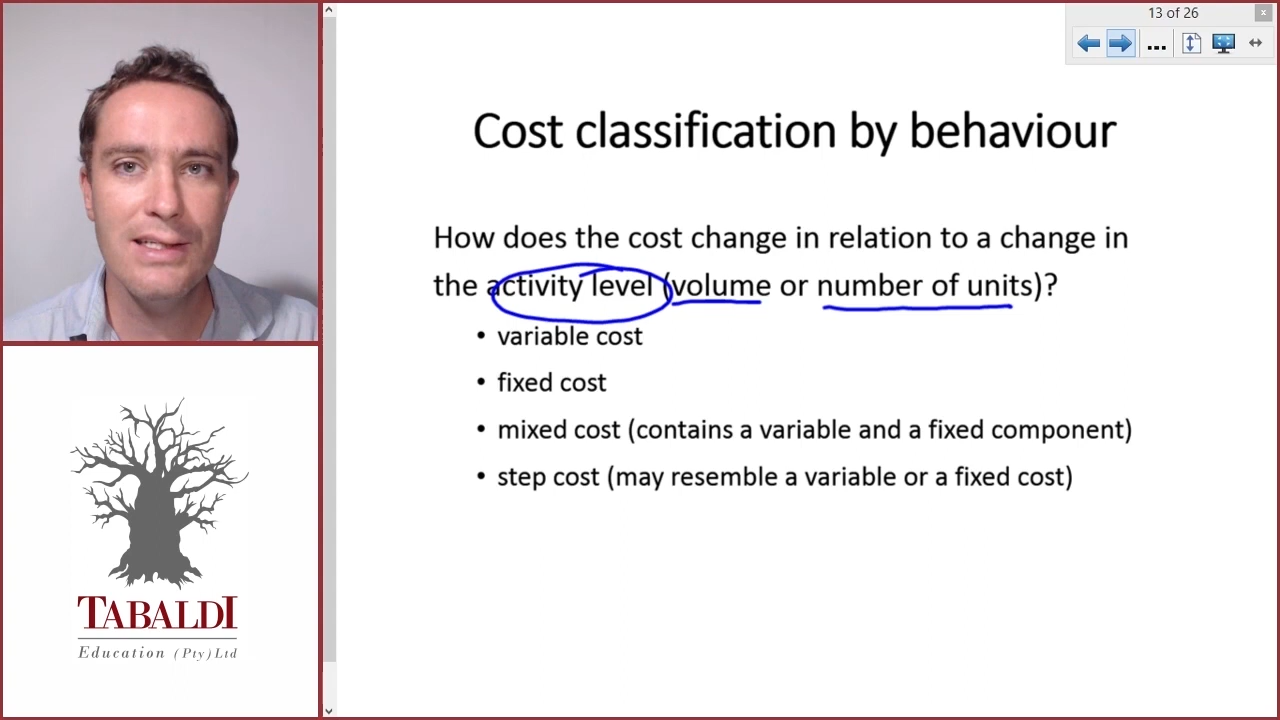 13 of 26
Cost classification by behaviour
How does the cost change in relation to a change in
the activity level (volume or number of units)?
• variable cost
• fixed cost
• mixed cost (contains a variable and a fixed component)
• step cost (may resemble a variable or a fixed cost)
TABALDI
Education (Pty) Ltd